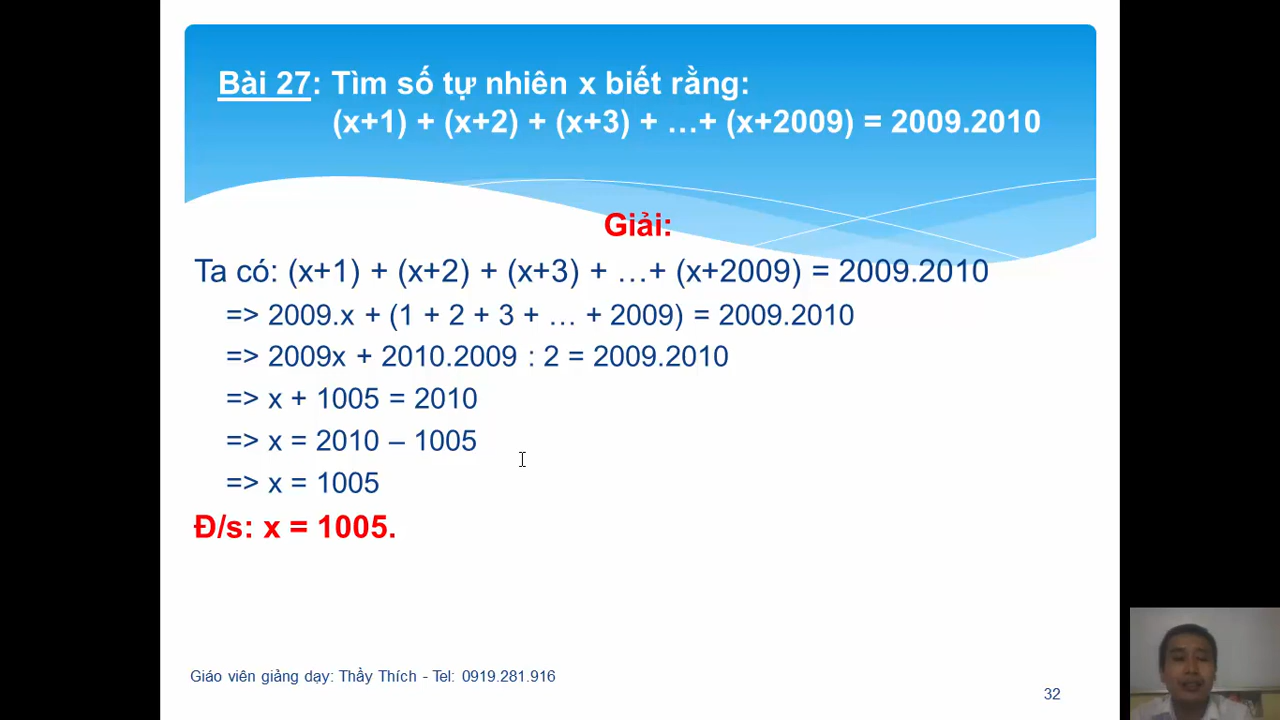 Bài 27: Tìm số tự nhiên x biết rằng:
(x+1) + (x+2) + (x+3) + …+ (x+2009) = 2009.2010
Giải:
Ta có: (x+1) + (x+2) + (x+3) + …+ (x+2009) = 2009.2010
=> 2009.x + (1 + 2 + 3 + … + 2009) = 2009.2010
=> 2009x + 2010.2009 : 2 = 2009.2010
=> x + 1005 = 2010
=> x = 2010 – 1005
=> x = 1005
Đ/s: x = 1005.
Giáo viên giảng dạy: Thầy Thích - Tel: 0919.281.916
32